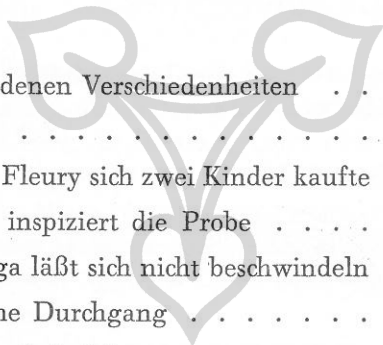 denen Verschiedenheiten . .
. . . . . . . . . . . . .
Fleury sich zwei Kinder kaufte
inspiziert die Probe . . . .
ga läßt sich nicht beschwindeln
ne Durchgang . . . . . . .